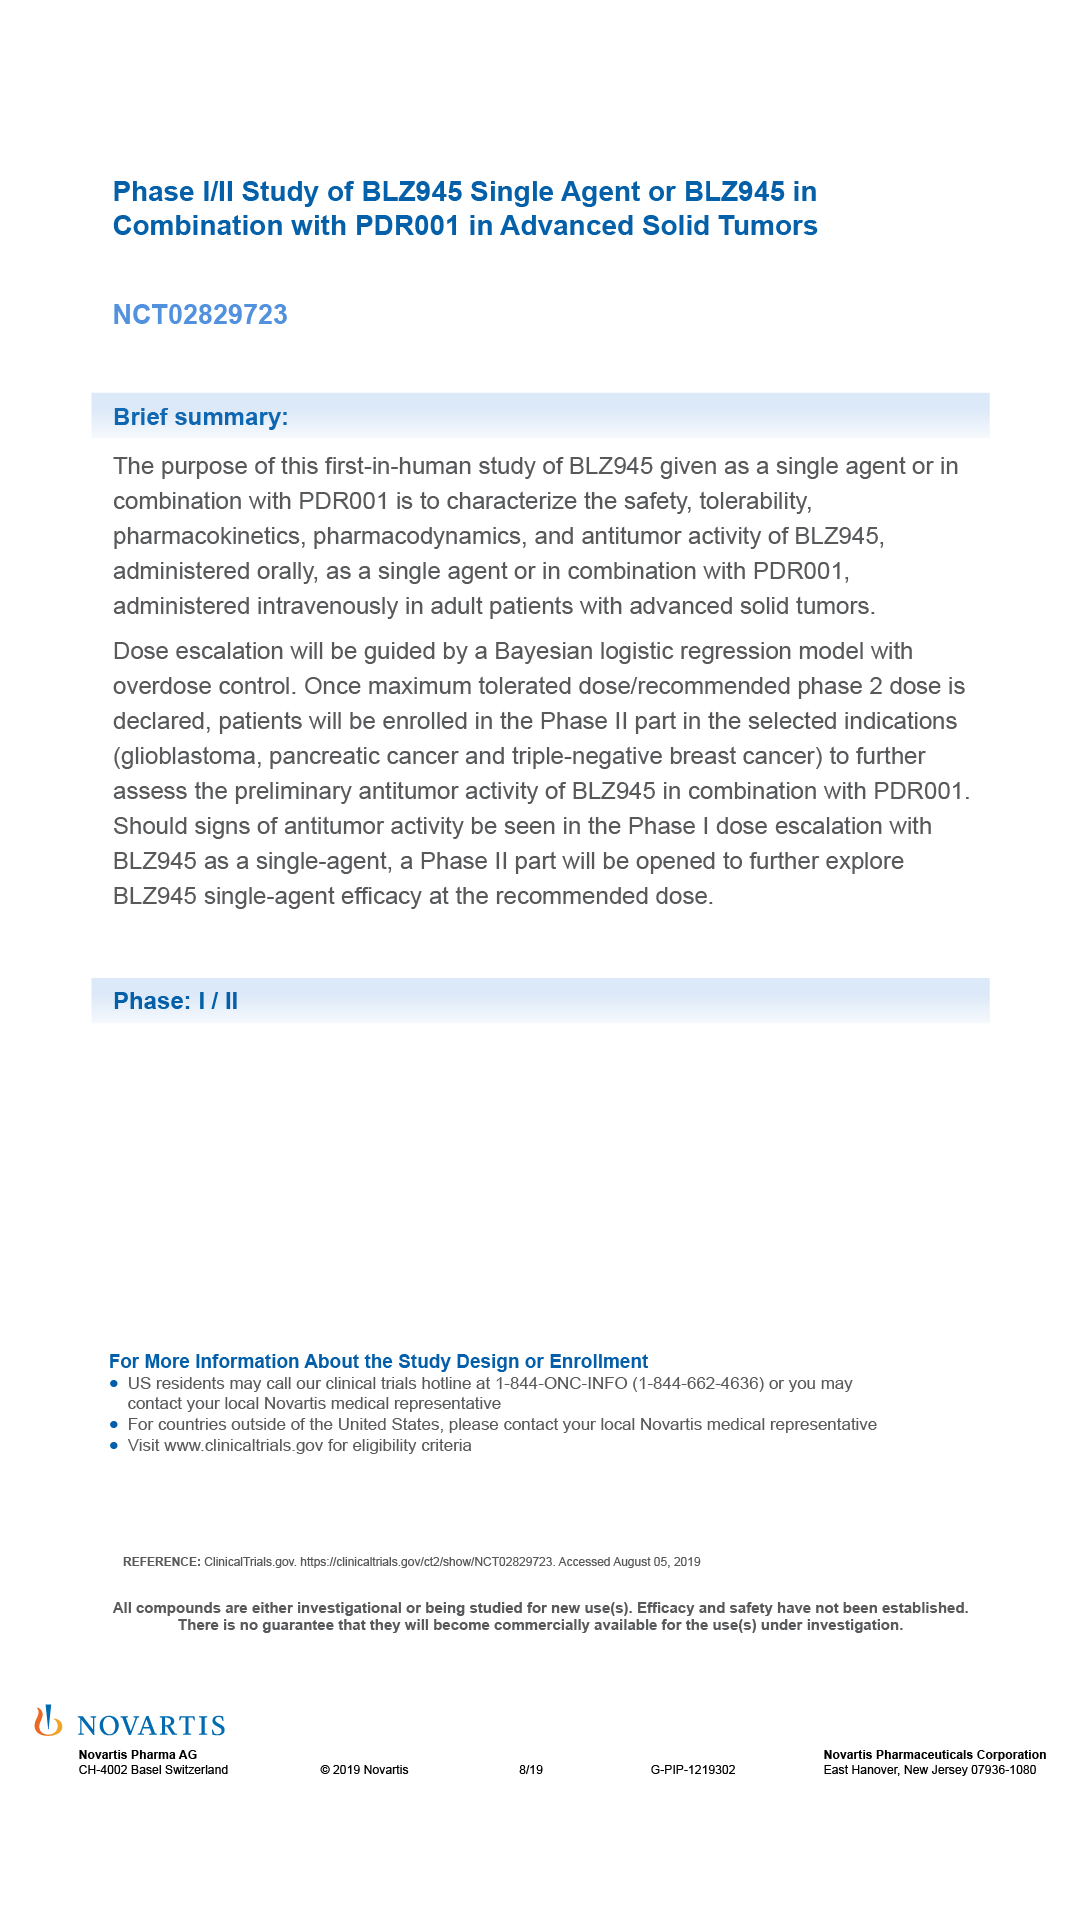 Phase I/II Study of BLZ945 Single Agent or BLZ945 in
Combination with PDR001 in Advanced Solid Tumors
NCT02829723
Brief summary:
The purpose of this first-in-human study of BLZ945 given as a single agent or in
combination with PDR001 is to characterize the safety, tolerability,
pharmacokinetics, pharmacodynamics, and antitumor activity of BLZ945,
administered orally, as a single agent or in combination with PDR001,
administered intravenously in adult patients with advanced solid tumors.
Dose escalation will be guided by a Bayesian logistic regression model with
overdose control. Once maximum tolerated dose/recommended phase 2 dose is
declared, patients will be enrolled in the Phase II part in the selected indications
(glioblastoma, pancreatic cancer and triple-negative breast cancer) to further
assess the preliminary antitumor activity of BLZ945 in combination with PDR001.
Should signs of antitumor activity be seen in the Phase I dose escalation with
BLZ945 as a single-agent, a Phase II part will be opened to further explore
BLZ945 single-agent efficacy at the recommended dose.
Phase: I / II
For More Information About the Study Design or Enrollment
● US residents may call our clinical trials hotline at 1-844-ONC-INFO (1-844-662-4636) or you may
contact your local Novartis medical representative
● For countries outside of the United States, please contact your local Novartis medical representative
● Visit www.clinicaltrials.gov for eligibility criteria
REFERENCE: ClinicalTrials.gov. https://clinicaltrials.gov/ct2/show/NCT02829723. Accessed August 05, 2019
All compounds are either investigational or being studied for new use(s). Efficacy and safety have not been established.
There is no guarantee that they will become commercially available for the use(s) under investigation.
NOVARTIS
Novartis Pharma AG Novartis Pharmaceuticals Corporation
CH-4002 Basel Switzerland © 2019 Novartis 8/19 G-PIP-1219302 East Hanover, New Jersey 07936-1080